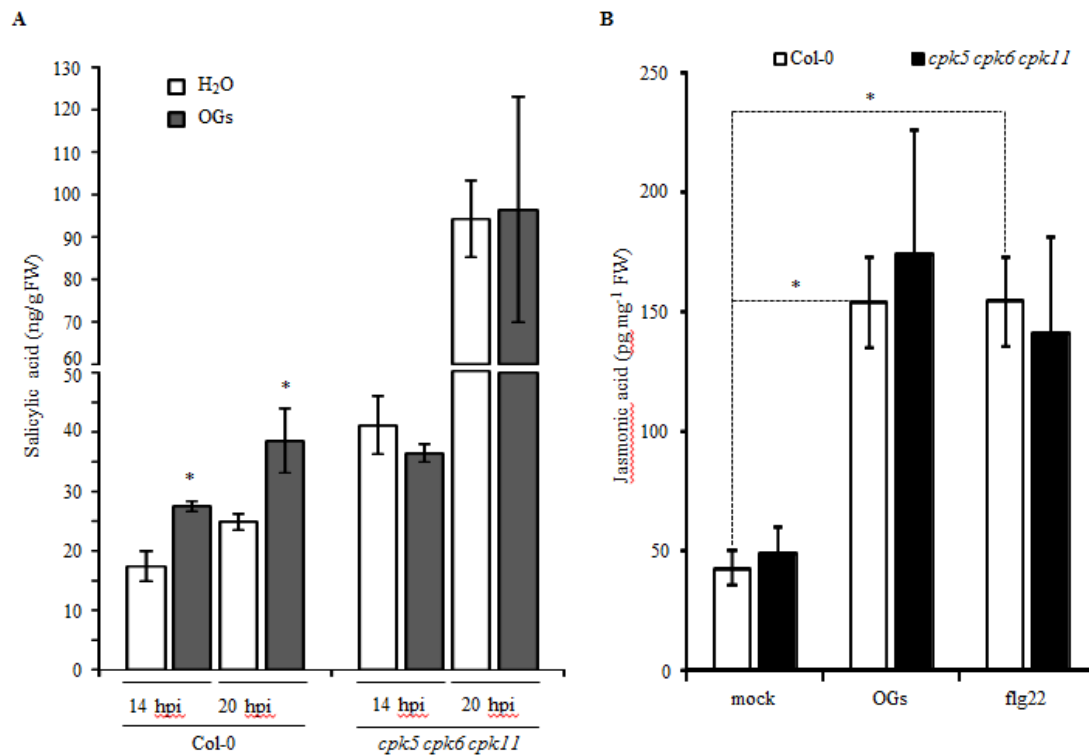 A
H2O
OGs
Salicylic acid (ng/gFW)
130
120
110
100
90
80
70
60
50
40
30
20
10
0
*
*
14 hpi 20 hpi 14 hpi 20 hpi
Col-0 cpk5 cpk6 cpk11
B
Col-0 cpk5 cpk6 cpk11
Jasmonic acid (pg mg-1 FW)
250
200
150
100
50
0
*
*
mock OGs flg22